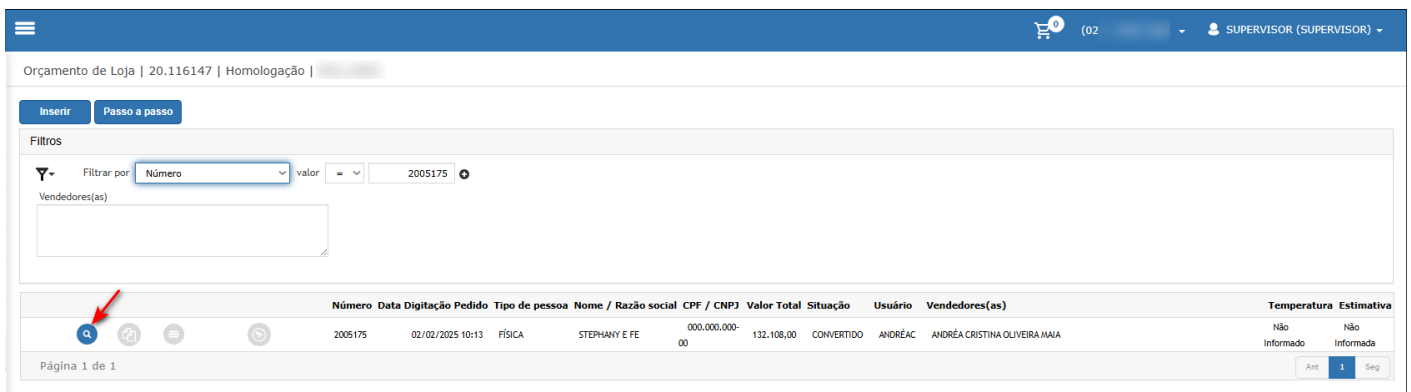 0 (02 SUPERVISOR (SUPERVISOR)
Orçamento de Loja | 20.116147 | Homologação |
Inserir Passo a passo
Filtros
Filtrar por Número valor = 2005175
Vendedores(as)
Número Data Digitação Pedido Tipo de pessoa Nome / Razão social CPF / CNPJ Valor Total Situação Usuário Vendedores(as) Temperatura Estimativa
2005175 02/02/2025 10:13 FÍSICA STEPHANY E FE 000.000.000-00 132.108,00 CONVERTIDO ANDRÉAC ANDRÉA CRISTINA OLIVEIRA MAIA Não Informado Não Informada
Página 1 de 1 Ant 1 Seg